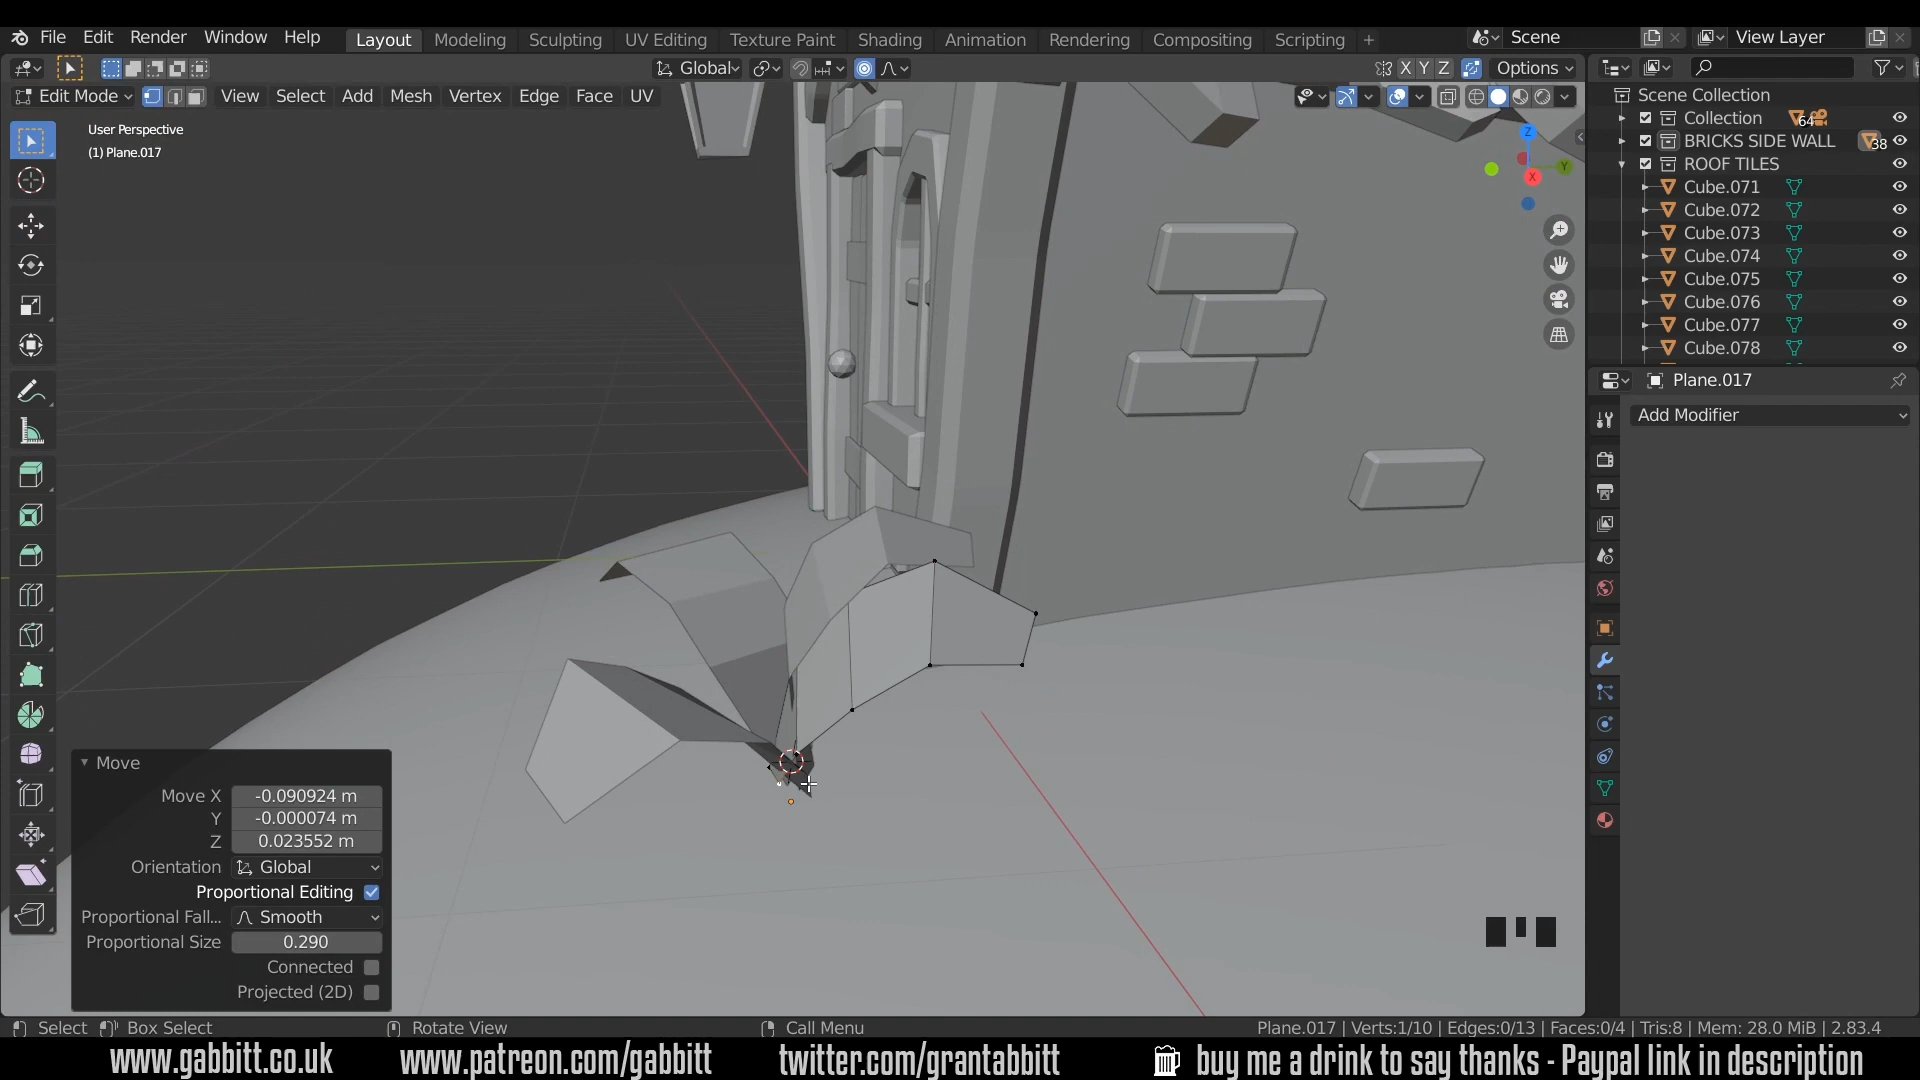 File Edit Render Window Help Layout Modeling Sculpting UV Editing Texture Paint Shading Animation Rendering Compositing Scripting + Scene View Layer
Global X Y Z Options
Edit Mode View Select Add Mesh Vertex Edge Face UV
User Perspective
(1) Plane.017
Z
Y
X
Scene Collection
Collection 64
BRICKS SIDE WALL 38
ROOF TILES
Cube.071
Cube.072
Cube.073
Cube.074
Cube.075
Cube.076
Cube.077
Cube.078
Plane.017
Add Modifier
Move
Move X -0.090924 m
Y -0.000074 m
Z 0.023552 m
Orientation Global
Proportional Editing
Proportional Fall... Smooth
Proportional Size 0.290
Connected
Projected (2D)
Select Box Select Rotate View Call Menu Plane.017 | Verts:1/10 | Edges:0/13 | Faces:0/4 | Tris:8 | Mem: 28.0 MiB | 2.83.4
www.gabbitt.co.uk www.patreon.com/gabbitt twitter.com/grantabbitt buy me a drink to say thanks - Paypal link in description